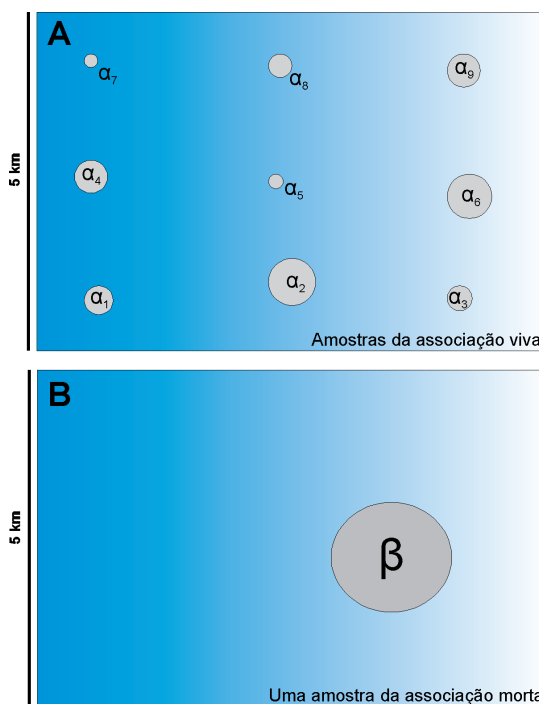 A
α7
α8
α9
5 km
α4
α5
α6
α1
α2
α3
Amostras da associação viva
B
5 km
β
Uma amostra da associação morta